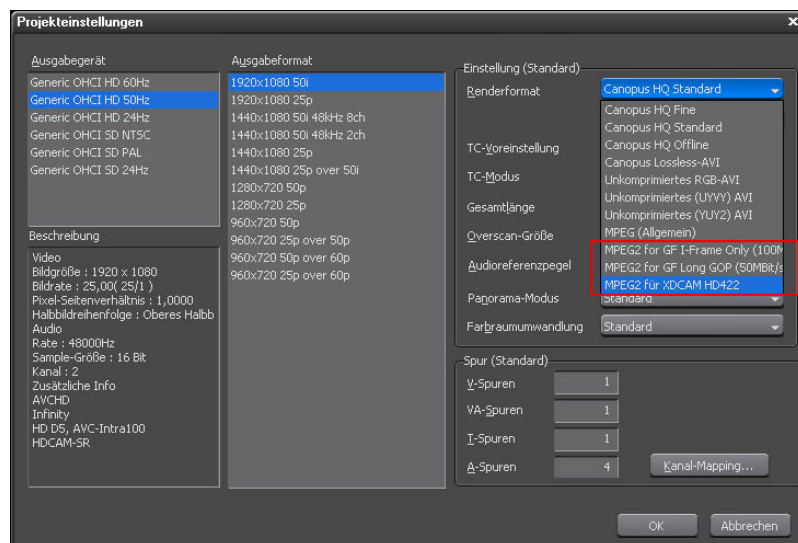 Projekteinstellungen
Ausgabegerät
Generic OHCI HD 60Hz
Generic OHCI HD 50Hz
Generic OHCI HD 24Hz
Generic OHCI SD NTSC
Generic OHCI SD PAL
Generic OHCI SD 24Hz
Beschreibung
Video
Bildgröße : 1920 x 1080
Bildrate : 25,00( 25/1 )
Pixel-Seitenverhältnis : 1,0000
Halbbildreihenfolge : Oberes Halbb
Audio
Rate : 48000Hz
Sample-Größe : 16 Bit
Kanal : 2
Zusätzliche Info
AVCHD
Infinity
HD D5, AVC-Intra100
HDCAM-SR
Ausgabeformat
1920x1080 50i
1920x1080 25p
1440x1080 50i 48kHz 8ch
1440x1080 50i 48kHz 2ch
1440x1080 25p
1440x1080 25p over 50i
1280x720 50p
1280x720 25p
960x720 50p
960x720 25p over 50p
960x720 50p over 60p
960x720 25p over 60p
Einstellung (Standard)
Renderformat
Canopus HQ Standard
Canopus HQ Fine
Canopus HQ Standard
Canopus HQ Offline
Canopus Lossless-AVI
Unkomprimiertes RGB-AVI
Unkomprimiertes (UYVY) AVI
Unkomprimiertes (YUY2) AVI
MPEG (Allgemein)
MPEG2 for GF I-Frame Only (100M
MPEG2 for GF Long GOP (50MBit/s
MPEG2 für XDCAM HD422
TC-Voreinstellung
TC-Modus
Gesamtlänge
Overscan-Größe
Audioreferenzpegel
Panorama-Modus
Standard
Farbraumumwandlung
Standard
Spur (Standard)
V-Spuren
1
VA-Spuren
1
T-Spuren
1
A-Spuren
4
Kanal-Mapping...
OK
Abbrechen